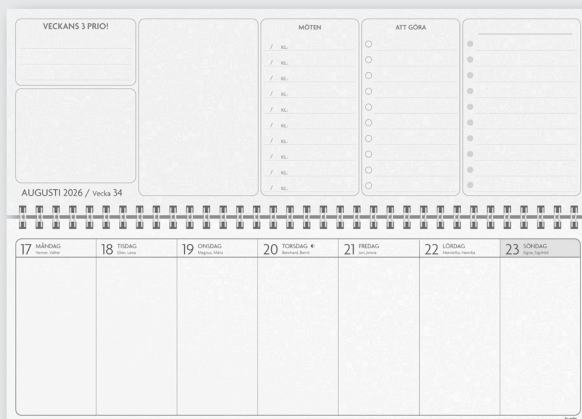 VECKANS 3 PRIO!
MÖTEN
/ KL.
/ KL.
/ KL.
/ KL.
/ KL.
/ KL.
/ KL.
/ KL.
/ KL.
/ KL.
ATT GÖRA
AUGUSTI 2026 / Vecka 34
17 MÅNDAG
Verner, Valter
18 TISDAG
Ellen, Lena
19 ONSDAG
Magnus, Måns
20 TORSDAG
Bernhard, Bernt
21 FREDAG
Jon, Jonna
22 LÖRDAG
Henrietta, Henrika
23 SÖNDAG
Signe, Signhild